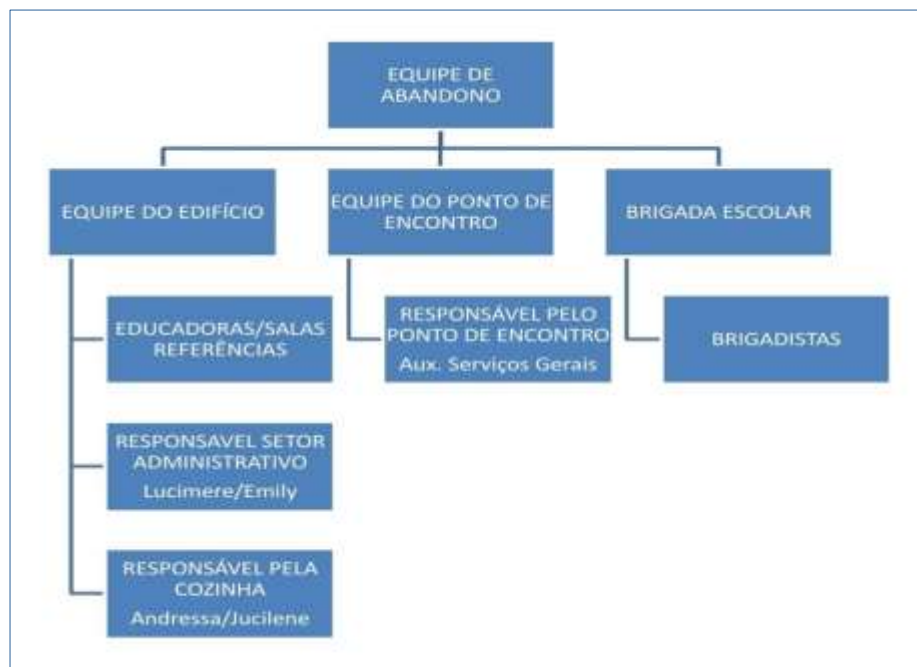 EQUIPE DE
ABANDONO
EQUIPE DO EDIFÍCIO
EQUIPE DO PONTO DE
ENCONTRO
BRIGADA ESCOLAR
EDUCADORAS/SALAS
REFERÊNCIAS
RESPONSÁVEL PELO
PONTO DE ENCONTRO
Aux. Serviços Gerais
BRIGADISTAS
RESPONSAVEL SETOR
ADMINISTRATIVO
Lucimere/Emily
RESPONSÁVEL PELA
COZINHA
Andressa/Jucilene